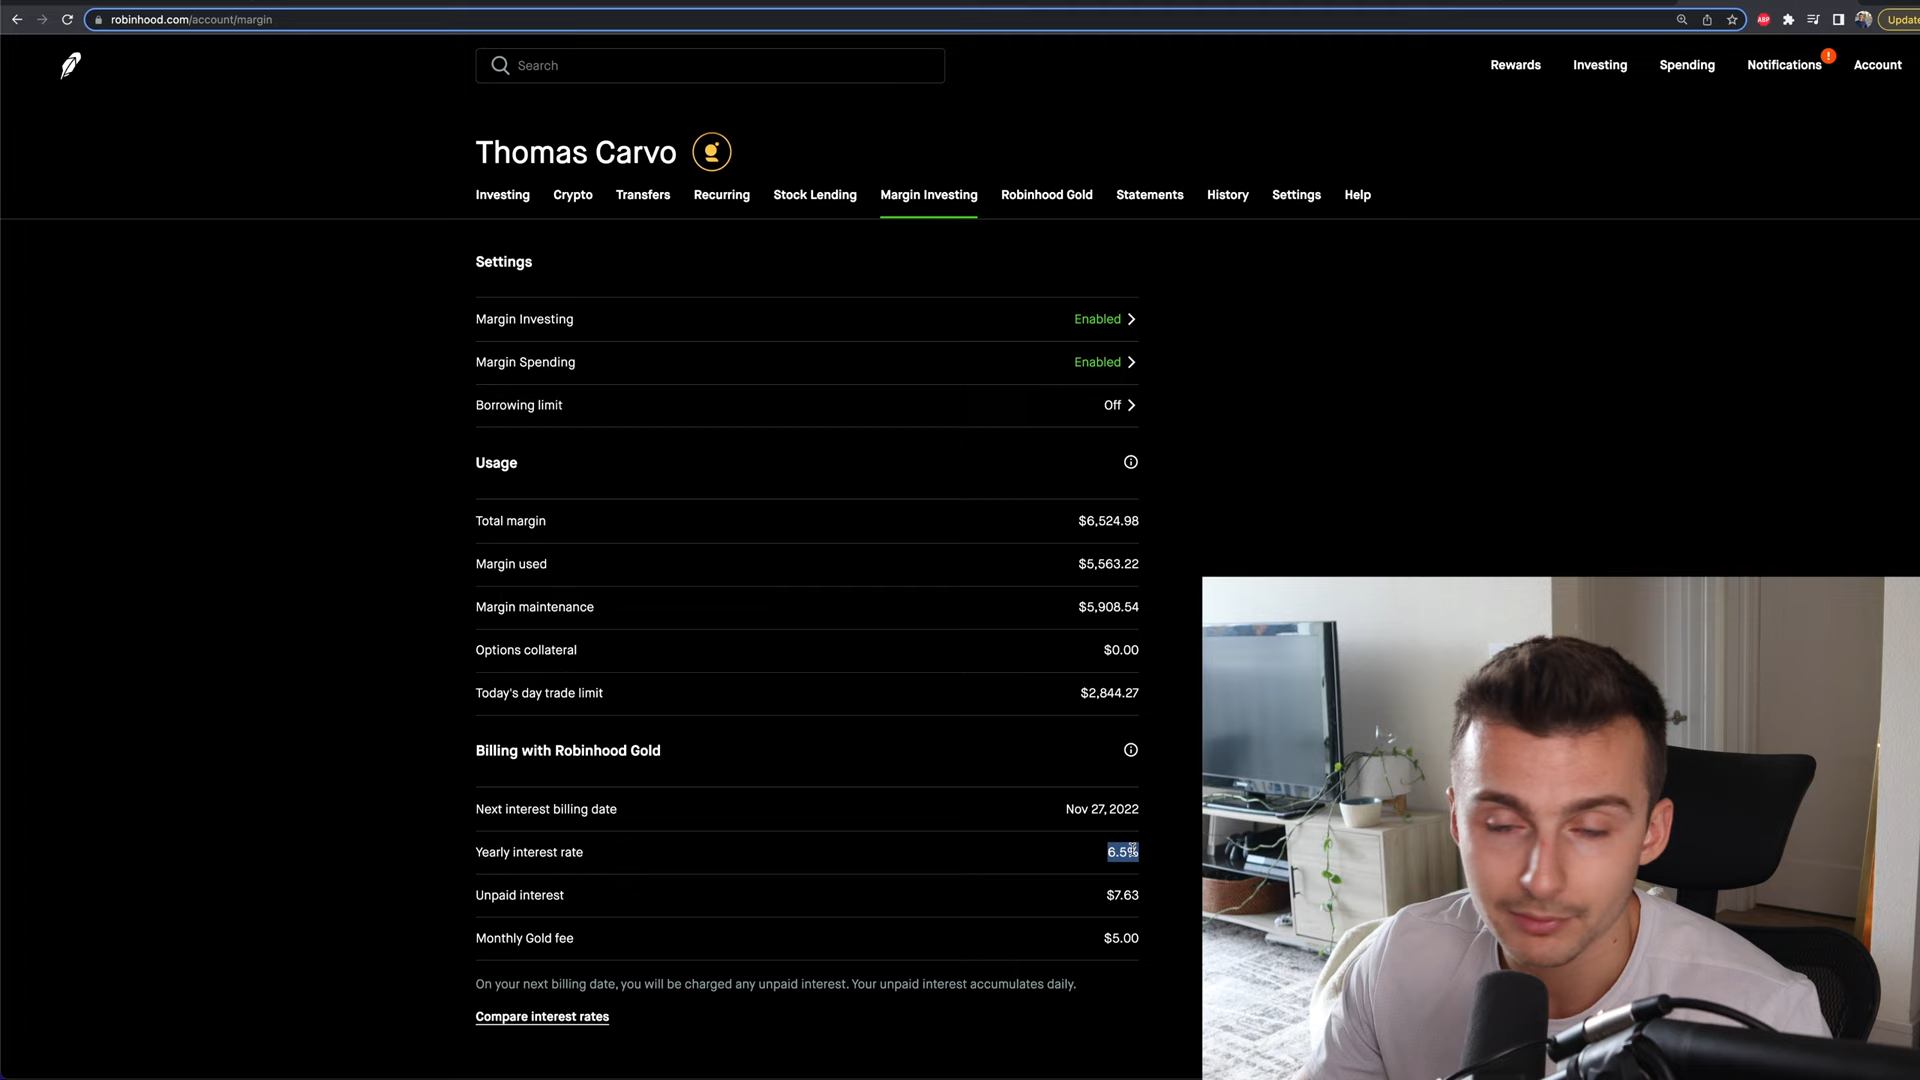 robinhood.com/account/margin
ABP
Update
Search
Rewards Investing Spending Notifications ! Account
Thomas Carvo
Investing Crypto Transfers Recurring Stock Lending Margin Investing Robinhood Gold Statements History Settings Help
Settings
Margin Investing Enabled
Margin Spending Enabled
Borrowing limit Off
Usage
Total margin $6,524.98
Margin used $5,563.22
Margin maintenance $5,908.54
Options collateral $0.00
Today's day trade limit $2,844.27
Billing with Robinhood Gold
Next interest billing date Nov 27, 2022
Yearly interest rate 6.5%
Unpaid interest $7.63
Monthly Gold fee $5.00
On your next billing date, you will be charged any unpaid interest. Your unpaid interest accumulates daily.
Compare interest rates